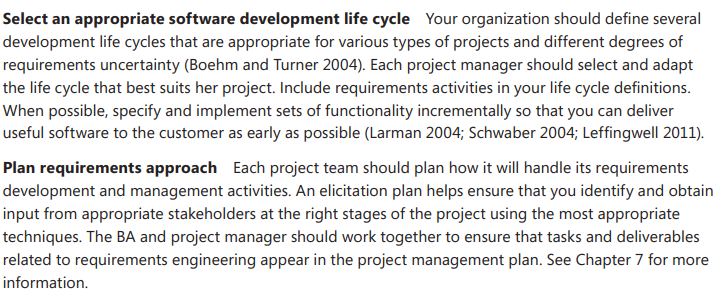 Select an appropriate software development life cycle Your organization should define several
development life cycles that are appropriate for various types of projects and different degrees of
requirements uncertainty (Boehm and Turner 2004). Each project manager should select and adapt
the life cycle that best suits her project. Include requirements activities in your life cycle definitions.
When possible, specify and implement sets of functionality incrementally so that you can deliver
useful software to the customer as early as possible (Larman 2004; Schwaber 2004; Leffingwell 2011).
Plan requirements approach Each project team should plan how it will handle its requirements
development and management activities. An elicitation plan helps ensure that you identify and obtain
input from appropriate stakeholders at the right stages of the project using the most appropriate
techniques. The BA and project manager should work together to ensure that tasks and deliverables
related to requirements engineering appear in the project management plan. See Chapter 7 for more
information.